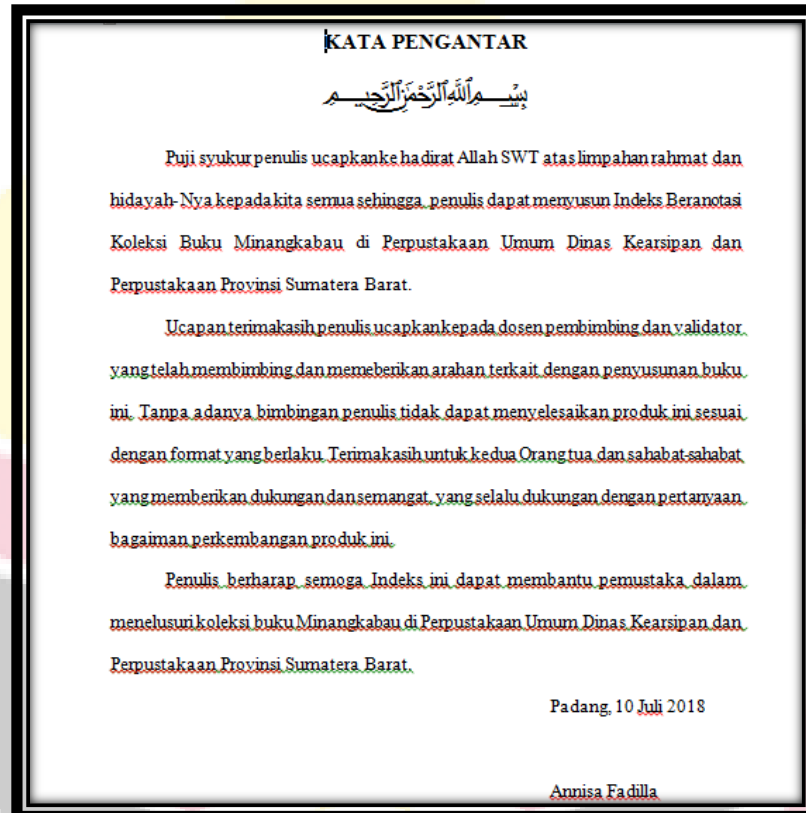 KATA PENGANTAR
بِسْمِ ٱللَّهِ ٱلرَّحْمَٰنِ ٱلرَّحِيمِ
Puji syukur penulis ucapkan ke hadirat Allah SWT atas limpahan rahmat dan
hidayah- Nya kepada kita semua sehingga penulis dapat menyusun Indeks Beranotasi
Koleksi Buku Minangkabau di Perpustakaan Umum Dinas Kearsipan dan
Perpustakaan Provinsi Sumatera Barat.
Ucapan terimakasih penulis ucapkan kepada dosen pembimbing dan validator
yang telah membimbing dan memeberikan arahan terkait dengan penyusunan buku
ini. Tanpa adanya bimbingan penulis tidak dapat menyelesaikan produk ini sesuai
dengan format yang berlaku. Terimakasih untuk kedua Orang tua dan sahabat-sahabat
yang memberikan dukungan dan semangat, yang selalu dukungan dengan pertanyaan
bagaiman perkembangan produk ini.
Penulis berharap semoga Indeks ini dapat membantu pemustaka dalam
menelusuri koleksi buku Minangkabau di Perpustakaan Umum Dinas Kearsipan dan
Perpustakaan Provinsi Sumatera Barat.
Padang, 10 Juli 2018
Annisa Fadilla